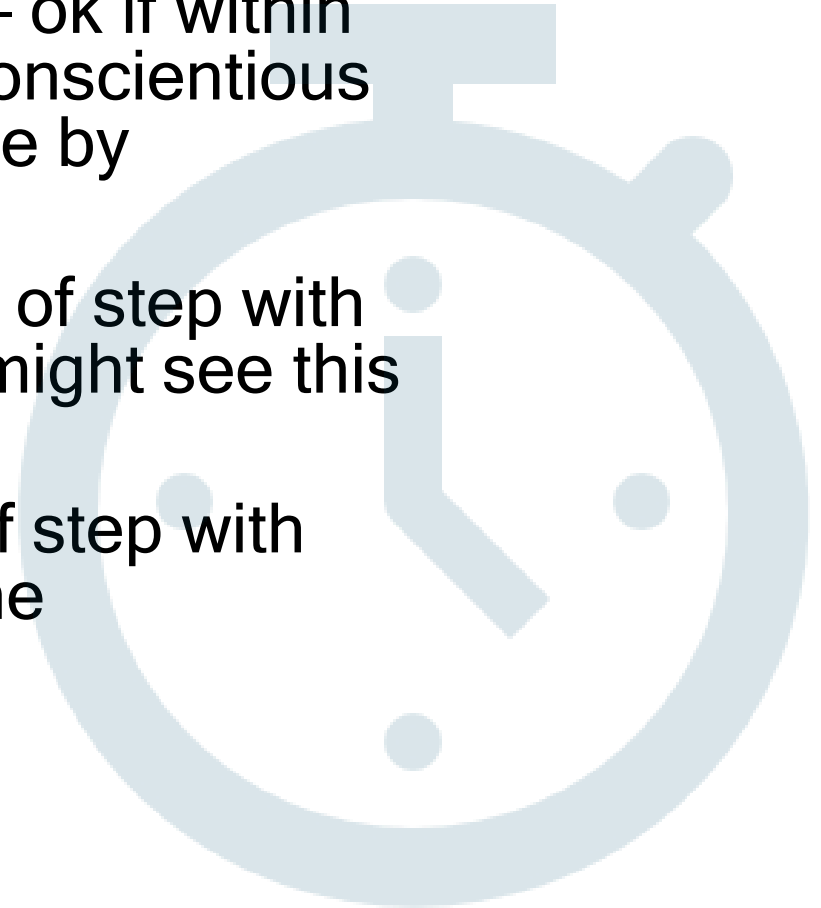 - ok if within
onscientious
e by
of step with
might see this
f step with
ne